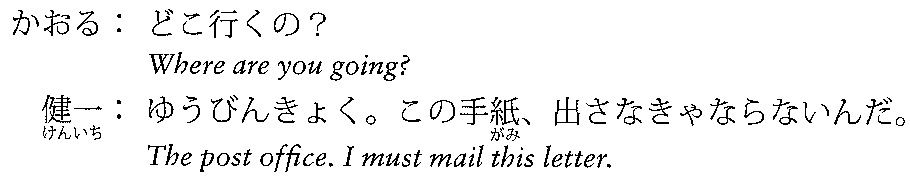 かおる： どこ行くの？
Where are you going?
健一： ゆうびんきょく。この手紙、出さなきゃならないんだ。
けんいち がみ
The post office. I must mail this letter.